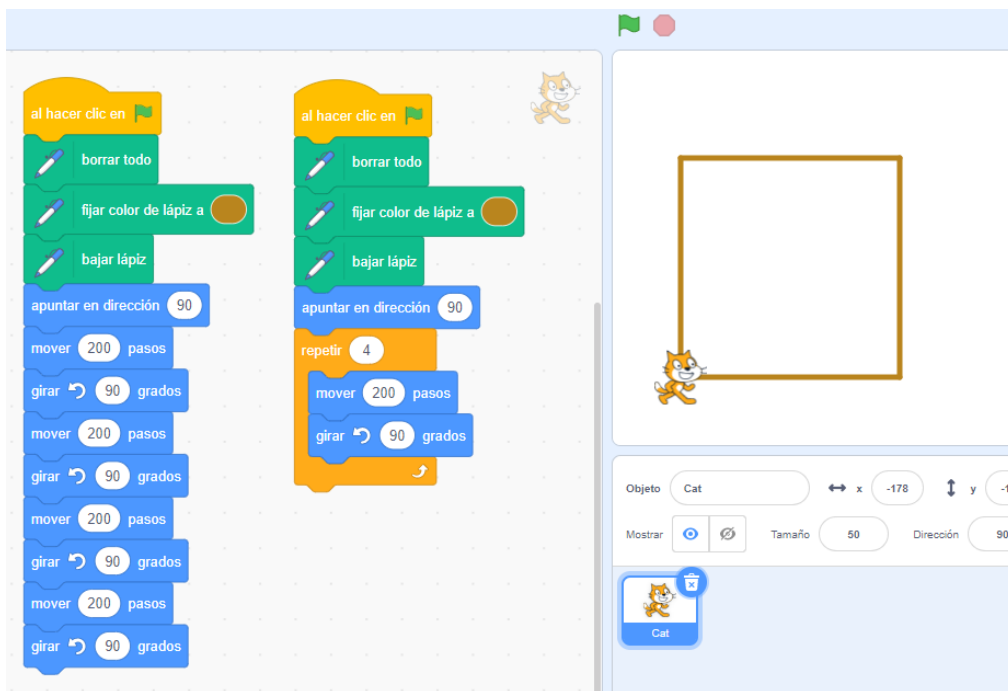 al hacer clic en
borrar todo
fijar color de lápiz a
bajar lápiz
apuntar en dirección 90
mover 200 pasos
girar 90 grados
mover 200 pasos
girar 90 grados
mover 200 pasos
girar 90 grados
mover 200 pasos
girar 90 grados
al hacer clic en
borrar todo
fijar color de lápiz a
bajar lápiz
apuntar en dirección 90
repetir 4
mover 200 pasos
girar 90 grados
Objeto Cat x -178 y
Mostrar Tamaño 50 Dirección 90
Cat